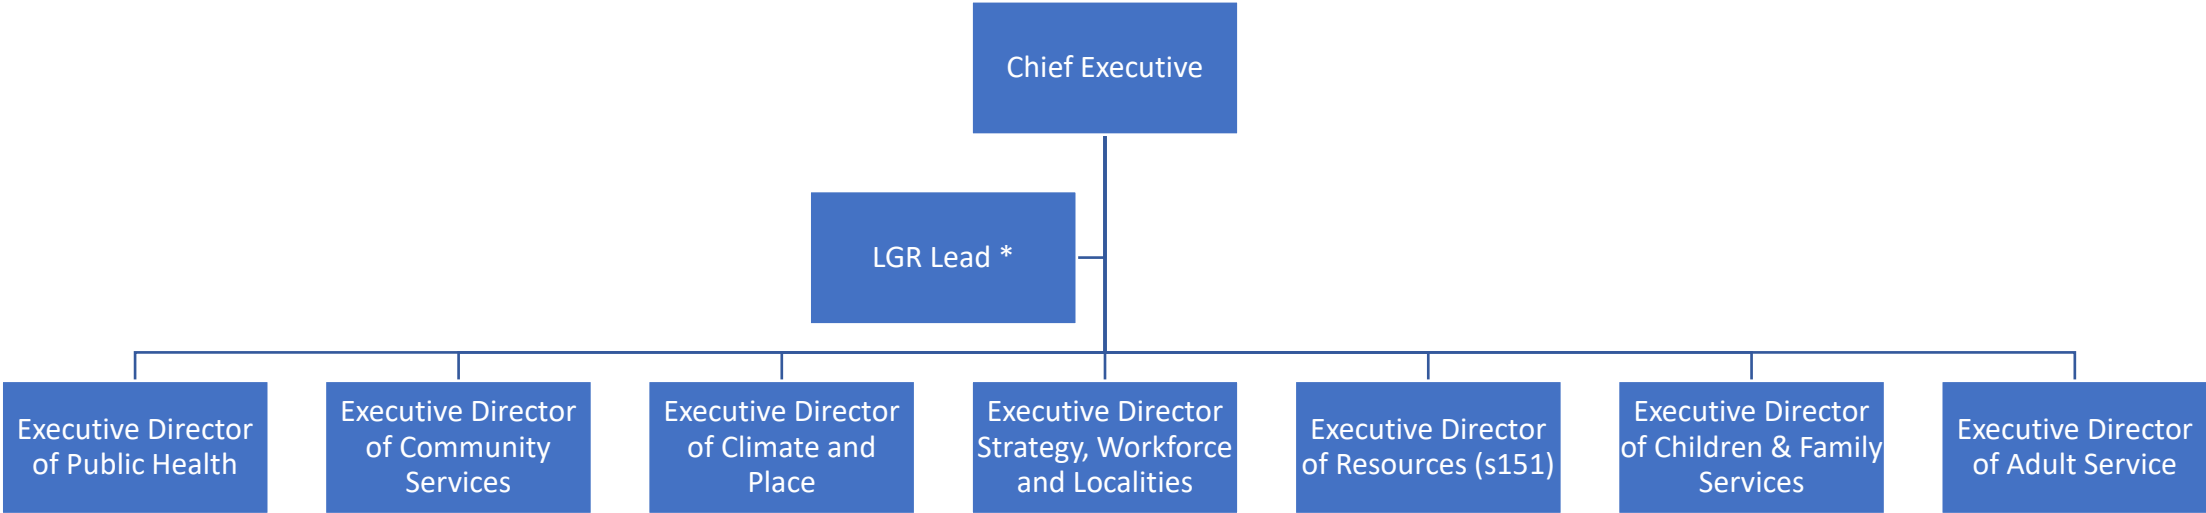 Chief Executive
LGR Lead *
Executive Director
of Public Health
Executive Director
of Community
Services
Executive Director
of Climate and
Place
Executive Director
Strategy, Workforce
and Localities
Executive Director
of Resources (s151)
Executive Director
of Children & Family
Services
Executive Director
of Adult Service